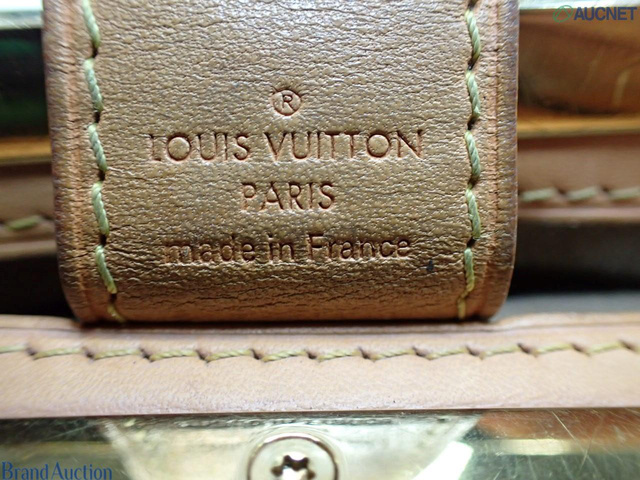 AUCNET
®
LOUIS VUITTON
PARIS
made in France
Brand Auction